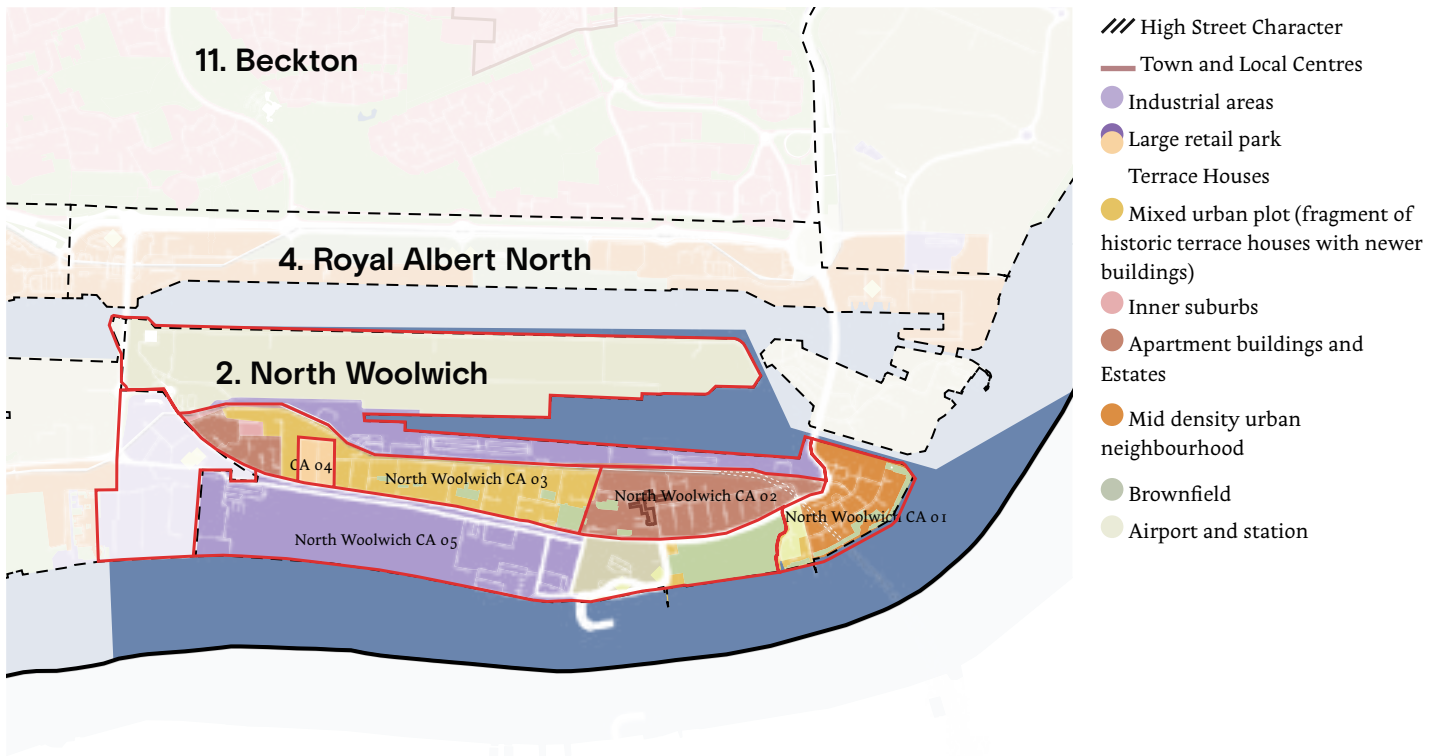 11. Beckton
4. Royal Albert North
2. North Woolwich
CA 04
North Woolwich CA 03
North Woolwich CA 02
North Woolwich CA 01
North Woolwich CA 05
High Street Character
Town and Local Centres
Industrial areas
Large retail park
Terrace Houses
Mixed urban plot (fragment of
historic terrace houses with newer
buildings)
Inner suburbs
Apartment buildings and
Estates
Mid density urban
neighbourhood
Brownfield
Airport and station